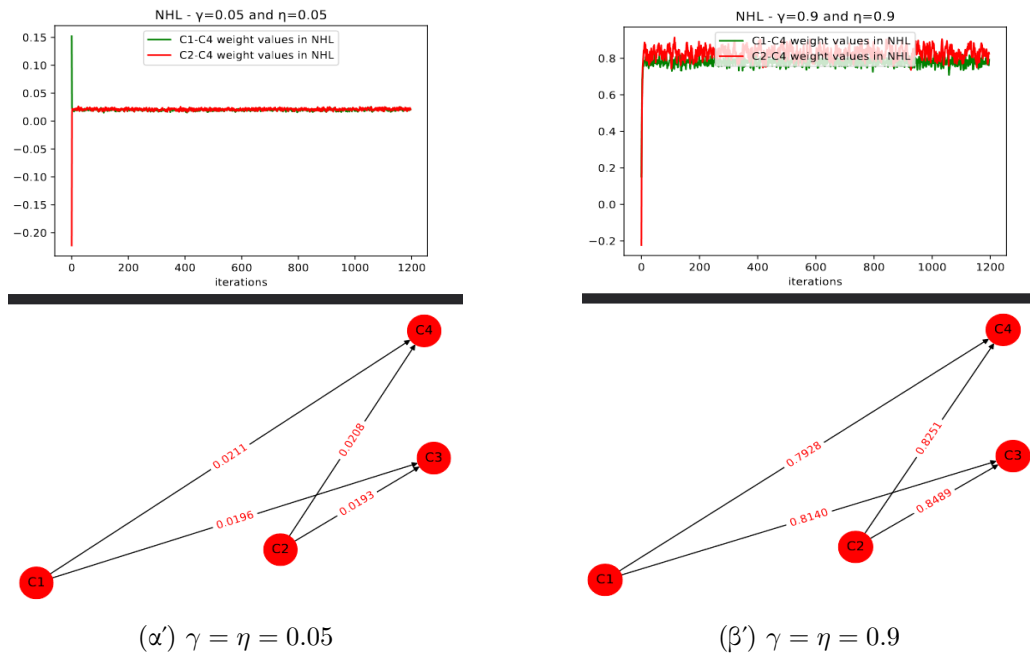 NHL - γ=0.05 and η=0.05
C1-C4 weight values in NHL
C2-C4 weight values in NHL
0.15
0.10
0.05
0.00
−0.05
−0.10
−0.15
−0.20
0 200 400 600 800 1000 1200
iterations
C4
0.0211
0.0208
C3
0.0196
0.0193
C2
C1
(α′) γ = η = 0.05
NHL - γ=0.9 and η=0.9
C1-C4 weight values in NHL
C2-C4 weight values in NHL
0.8
0.6
0.4
0.2
0.0
−0.2
0 200 400 600 800 1000 1200
iterations
C4
0.7928
0.8251
C3
0.8140
0.8489
C2
C1
(β′) γ = η = 0.9